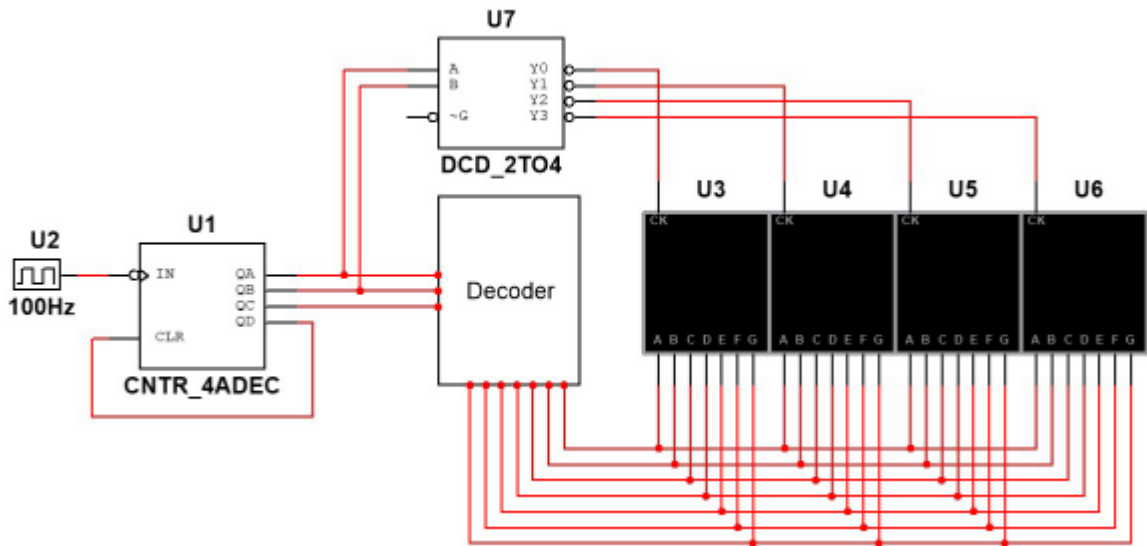 U7
A
B
~G
Y0
Y1
Y2
Y3
DCD_2TO4
U3
U4
U5
U6
CK
CK
CK
CK
U2
100Hz
U1
IN
CLR
QA
QB
QC
QD
CNTR_4ADEC
Decoder
A B C D E F G
A B C D E F G
A B C D E F G
A B C D E F G